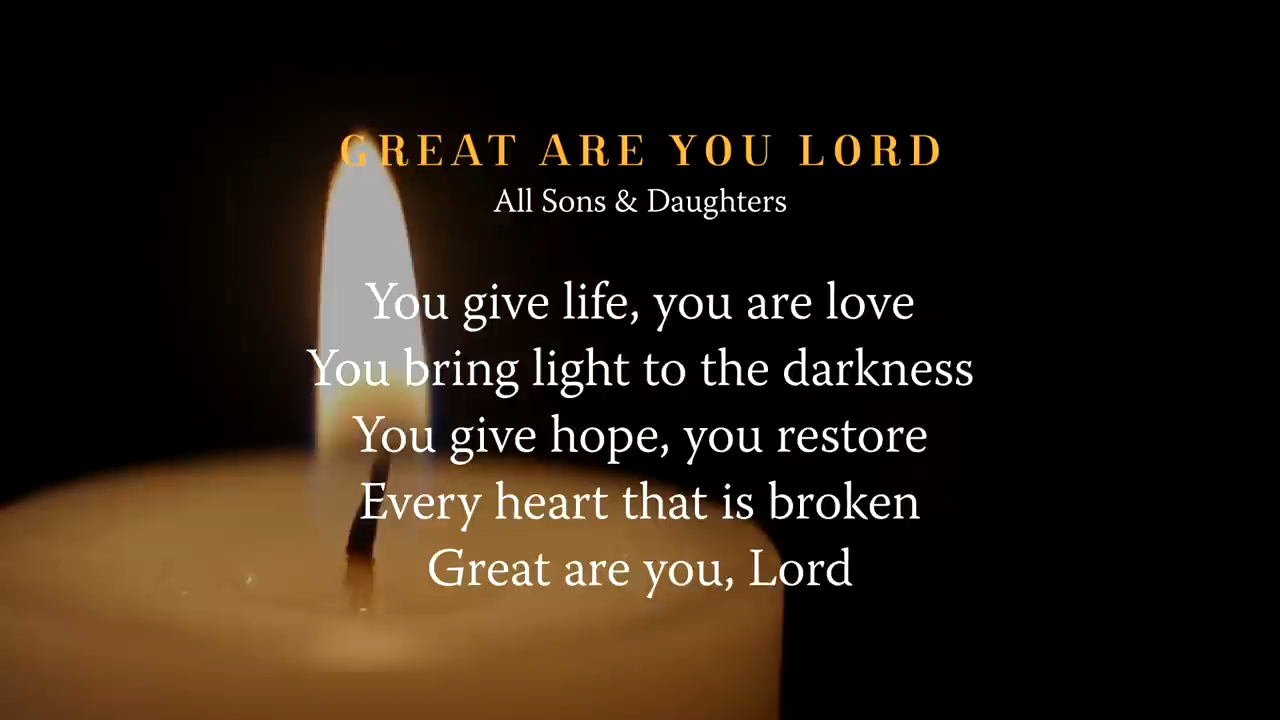 GREAT ARE YOU LORD
All Sons & Daughters
You give life, you are love
You bring light to the darkness
You give hope, you restore
Every heart that is broken
Great are you, Lord